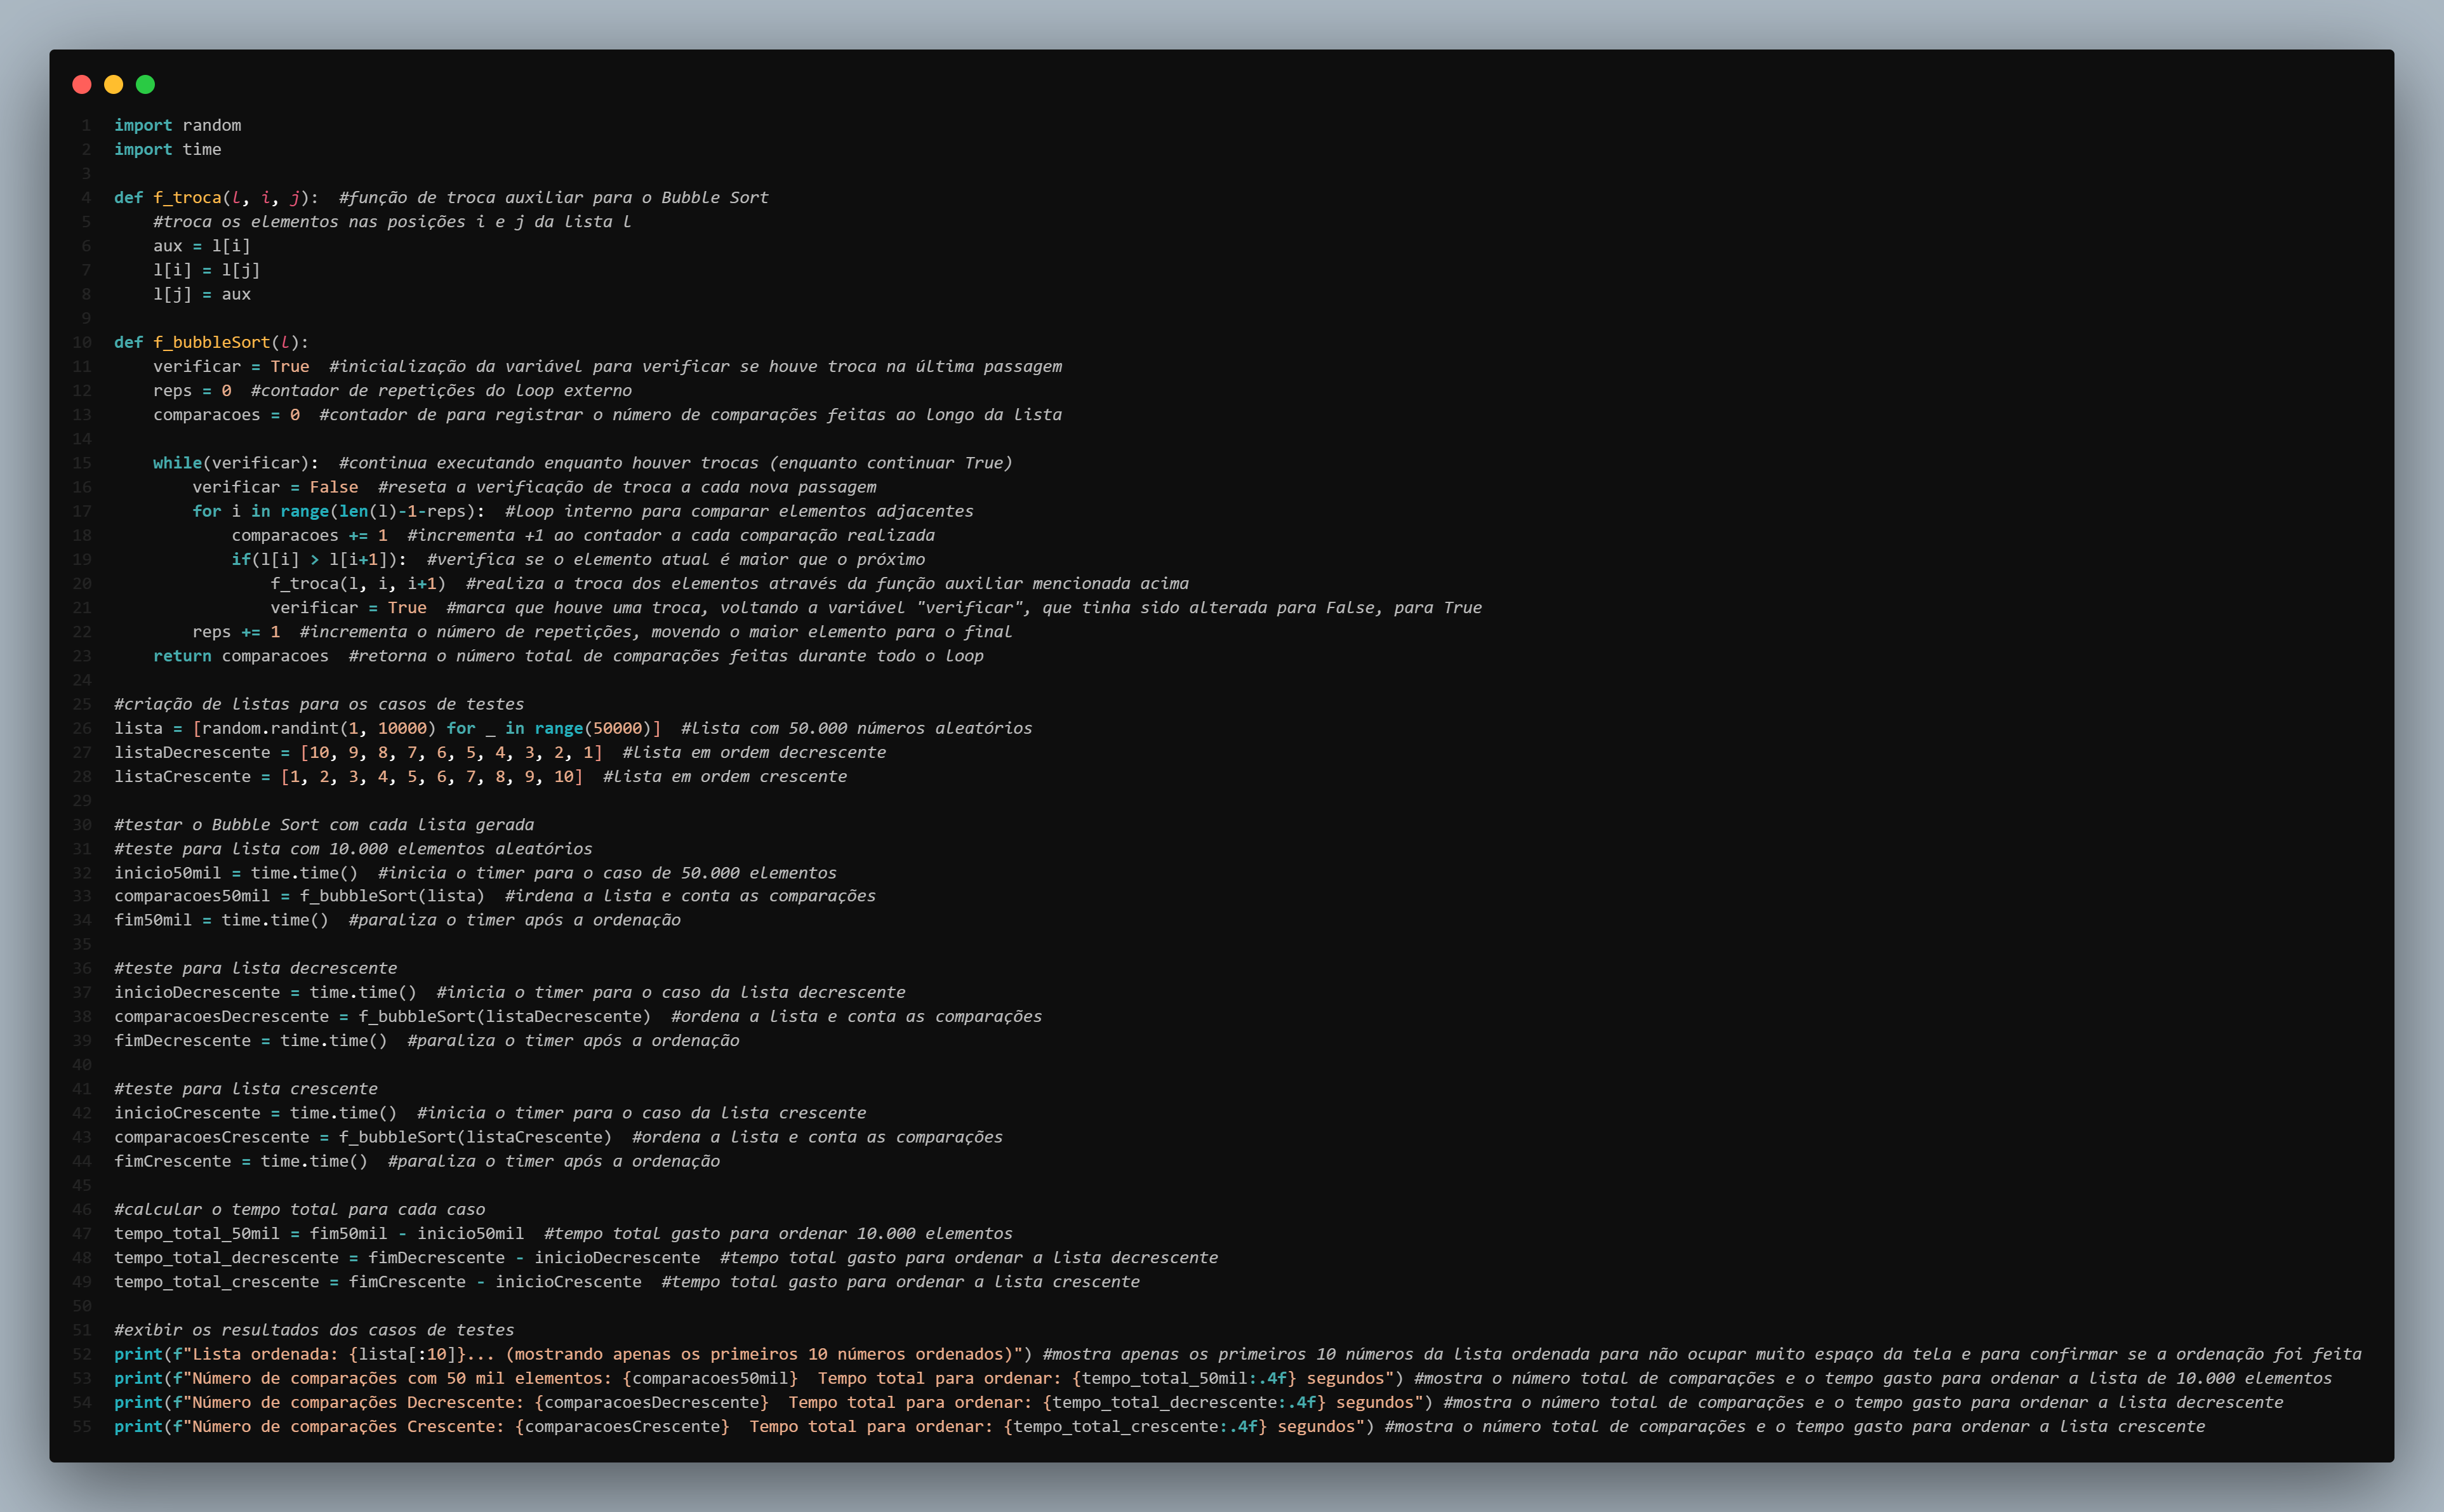 1 import random
2 import time
3
4 def f_troca(l, i, j):  #função de troca auxiliar para o Bubble Sort
5     #troca os elementos nas posições i e j da lista l
6     aux = l[i]
7     l[i] = l[j]
8     l[j] = aux
9
10 def f_bubbleSort(l):
11     verificar = True  #inicialização da variável para verificar se houve troca na última passagem
12     reps = 0  #contador de repetições do loop externo
13     comparacoes = 0  #contador de para registrar o número de comparações feitas ao longo da lista
14
15     while(verificar):  #continua executando enquanto houver trocas (enquanto continuar True)
16         verificar = False  #reseta a verificação de troca a cada nova passagem
17         for i in range(len(l)-1-reps):  #loop interno para comparar elementos adjacentes
18             comparacoes += 1  #incrementa +1 ao contador a cada comparação realizada
19             if(l[i] > l[i+1]):  #verifica se o elemento atual é maior que o próximo
20                 f_troca(l, i, i+1)  #realiza a troca dos elementos através da função auxiliar mencionada acima
21                 verificar = True  #marca que houve uma troca, voltando a variável "verificar", que tinha sido alterada para False, para True
22         reps += 1  #incrementa o número de repetições, movendo o maior elemento para o final
23     return comparacoes  #retorna o número total de comparações feitas durante todo o loop
24
25 #criação de listas para os casos de testes
26 lista = [random.randint(1, 10000) for _ in range(50000)]  #lista com 50.000 números aleatórios
27 listaDecrescente = [10, 9, 8, 7, 6, 5, 4, 3, 2, 1]  #lista em ordem decrescente
28 listaCrescente = [1, 2, 3, 4, 5, 6, 7, 8, 9, 10]  #lista em ordem crescente
29
30 #testar o Bubble Sort com cada lista gerada
31 #teste para lista com 10.000 elementos aleatórios
32 inicio50mil = time.time()  #inicia o timer para o caso de 50.000 elementos
33 comparacoes50mil = f_bubbleSort(lista)  #irdena a lista e conta as comparações
34 fim50mil = time.time()  #paraliza o timer após a ordenação
35
36 #teste para lista decrescente
37 inicioDecrescente = time.time()  #inicia o timer para o caso da lista decrescente
38 comparacoesDecrescente = f_bubbleSort(listaDecrescente)  #ordena a lista e conta as comparações
39 fimDecrescente = time.time()  #paraliza o timer após a ordenação
40
41 #teste para lista crescente
42 inicioCrescente = time.time()  #inicia o timer para o caso da lista crescente
43 comparacoesCrescente = f_bubbleSort(listaCrescente)  #ordena a lista e conta as comparações
44 fimCrescente = time.time()  #paraliza o timer após a ordenação
45
46 #calcular o tempo total para cada caso
47 tempo_total_50mil = fim50mil - inicio50mil  #tempo total gasto para ordenar 10.000 elementos
48 tempo_total_decrescente = fimDecrescente - inicioDecrescente  #tempo total gasto para ordenar a lista decrescente
49 tempo_total_crescente = fimCrescente - inicioCrescente  #tempo total gasto para ordenar a lista crescente
50
51 #exibir os resultados dos casos de testes
52 print(f"Lista ordenada: {lista[:10]}... (mostrando apenas os primeiros 10 números ordenados)") #mostra apenas os primeiros 10 números da lista ordenada para não ocupar muito espaço da tela e para confirmar se a ordenação foi feita
53 print(f"Número de comparações com 50 mil elementos: {comparacoes50mil}  Tempo total para ordenar: {tempo_total_50mil:.4f} segundos") #mostra o número total de comparações e o tempo gasto para ordenar a lista de 10.000 elementos
54 print(f"Número de comparações Decrescente: {comparacoesDecrescente}  Tempo total para ordenar: {tempo_total_decrescente:.4f} segundos") #mostra o número total de comparações e o tempo gasto para ordenar a lista decrescente
55 print(f"Número de comparações Crescente: {comparacoesCrescente}  Tempo total para ordenar: {tempo_total_crescente:.4f} segundos") #mostra o número total de comparações e o tempo gasto para ordenar a lista crescente